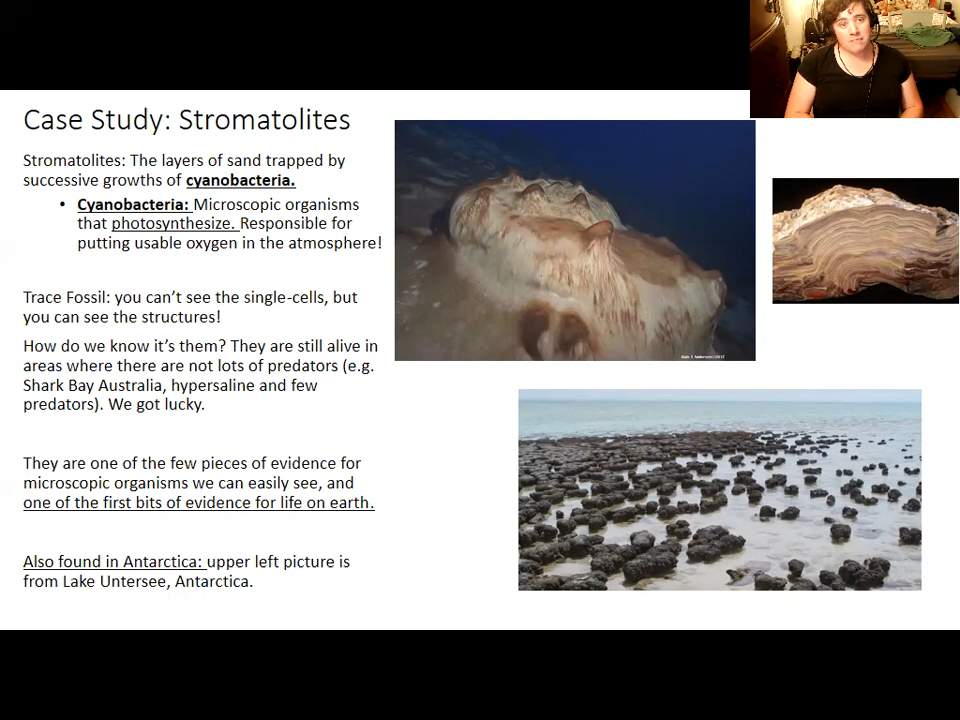 Case Study: Stromatolites
Stromatolites: The layers of sand trapped by
successive growths of cyanobacteria.
• Cyanobacteria: Microscopic organisms
that photosynthesize. Responsible for
putting usable oxygen in the atmosphere!
Trace Fossil: you can't see the single-cells, but
you can see the structures!
How do we know it's them? They are still alive in
areas where there are not lots of predators (e.g.
Shark Bay Australia, hypersaline and few
predators). We got lucky.
They are one of the few pieces of evidence for
microscopic organisms we can easily see, and
one of the first bits of evidence for life on earth.
Also found in Antarctica: upper left picture is
from Lake Untersee, Antarctica.